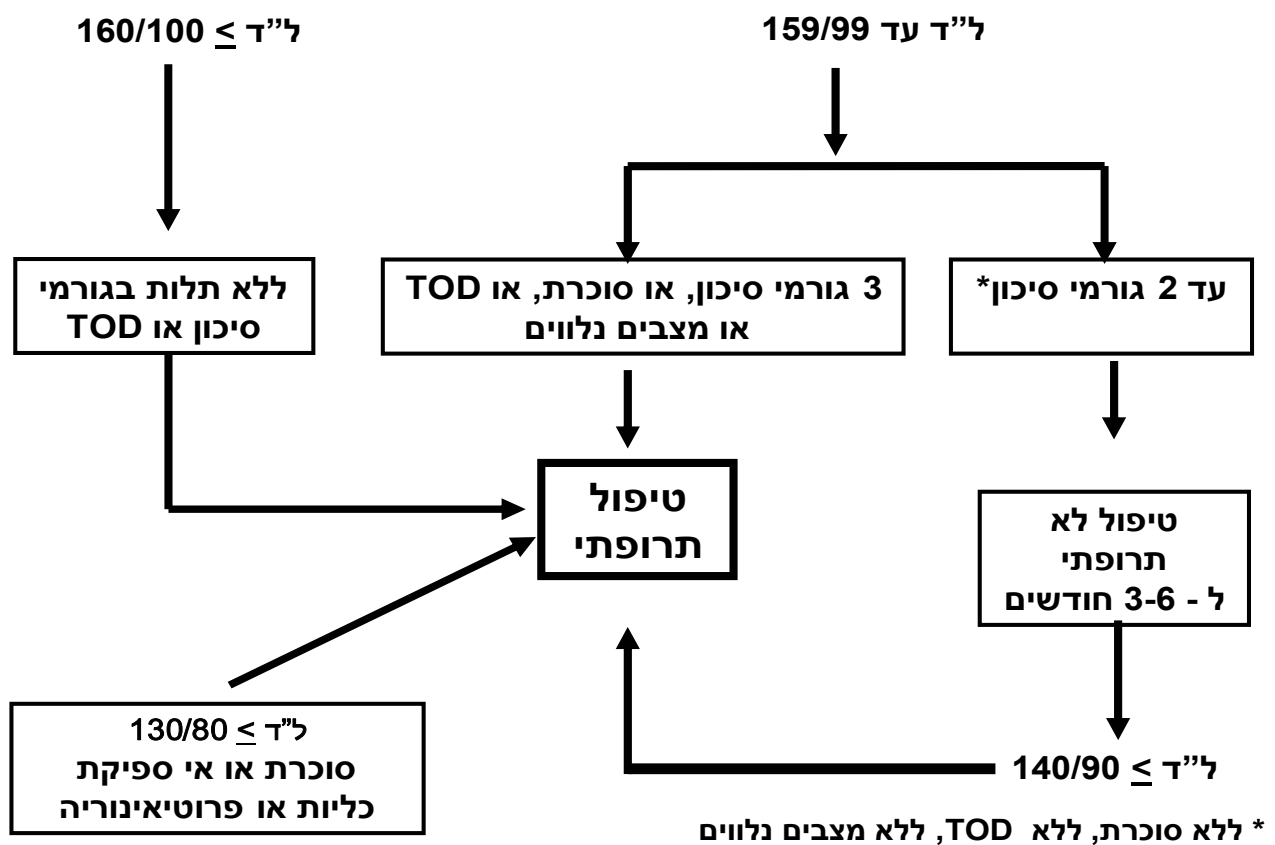 ל”ד עד 159/99
ל”ד ≥ 160/100
עד 2 גורמי סיכון*
3 גורמי סיכון, או סוכרת, או TOD
או מצבים נלווים
ללא תלות בגורמי
סיכון או TOD
טיפול
תרופתי
טיפול לא
תרופתי
ל - 3-6 חודשים
ל”ד ≥ 130/80
סוכרת או אי ספיקת
כליות או פרוטיאינוריה
ל”ד ≥ 140/90
* ללא סוכרת, ללא TOD, ללא מצבים נלווים